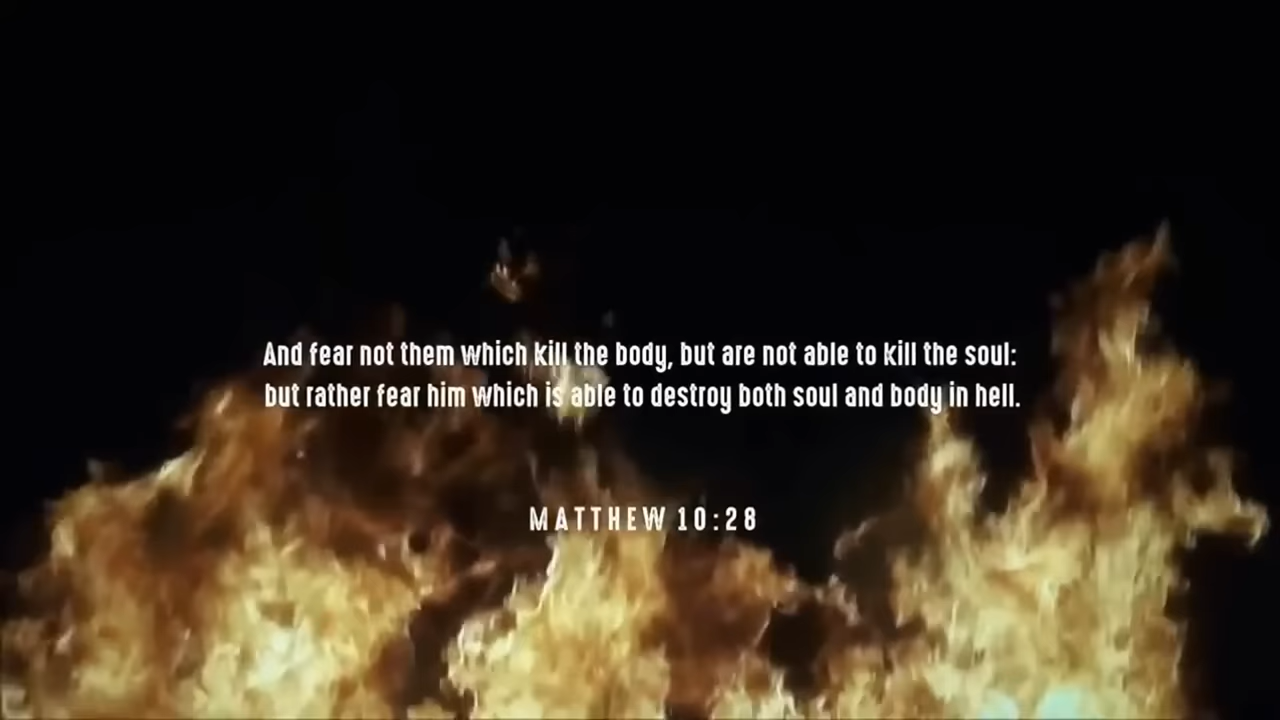 And fear not them which kill the body, but are not able to kill the soul:
but rather fear him which is able to destroy both soul and body in hell.
MATTHEW 10:28